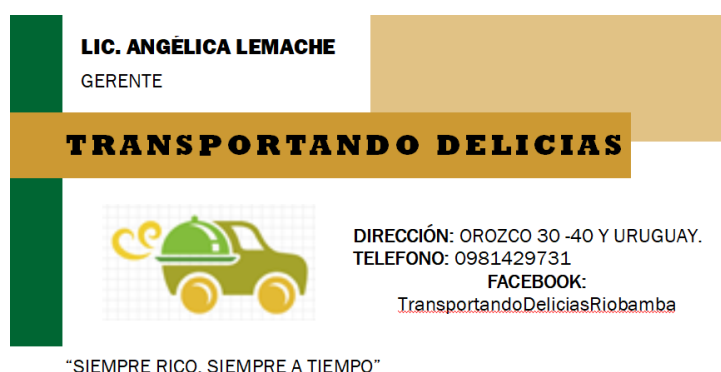 LIC. ANGÉLICA LEMACHE
GERENTE
TRANSPORTANDO DELICIAS
DIRECCIÓN: OROZCO 30 -40 Y URUGUAY.
TELEFONO: 0981429731
FACEBOOK:
TransportandoDeliciasRiobamba
“SIEMPRE RICO, SIEMPRE A TIEMPO”